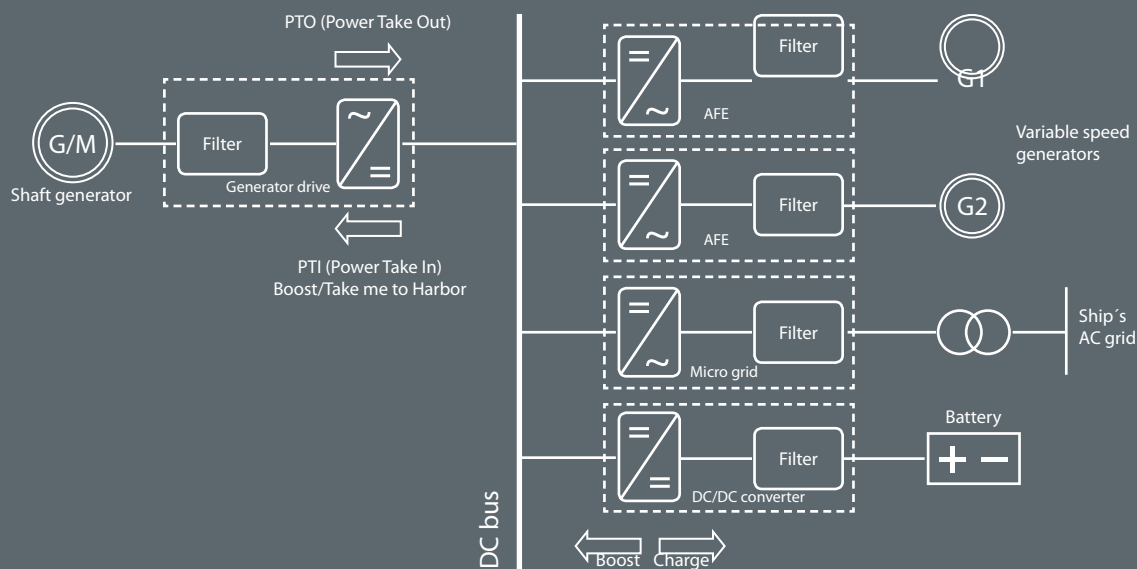 PTO (Power Take Out)
G/M
Shaft generator
Filter
~
=
Generator drive
PTI (Power Take In)
Boost/Take me to Harbor
DC bus
=
~
AFE
Filter
G1
Variable speed
generators
=
~
AFE
Filter
G2
=
~
Micro grid
Filter
Ship´s
AC grid
=
=
DC/DC converter
Filter
Battery
+ −
Boost
Charge